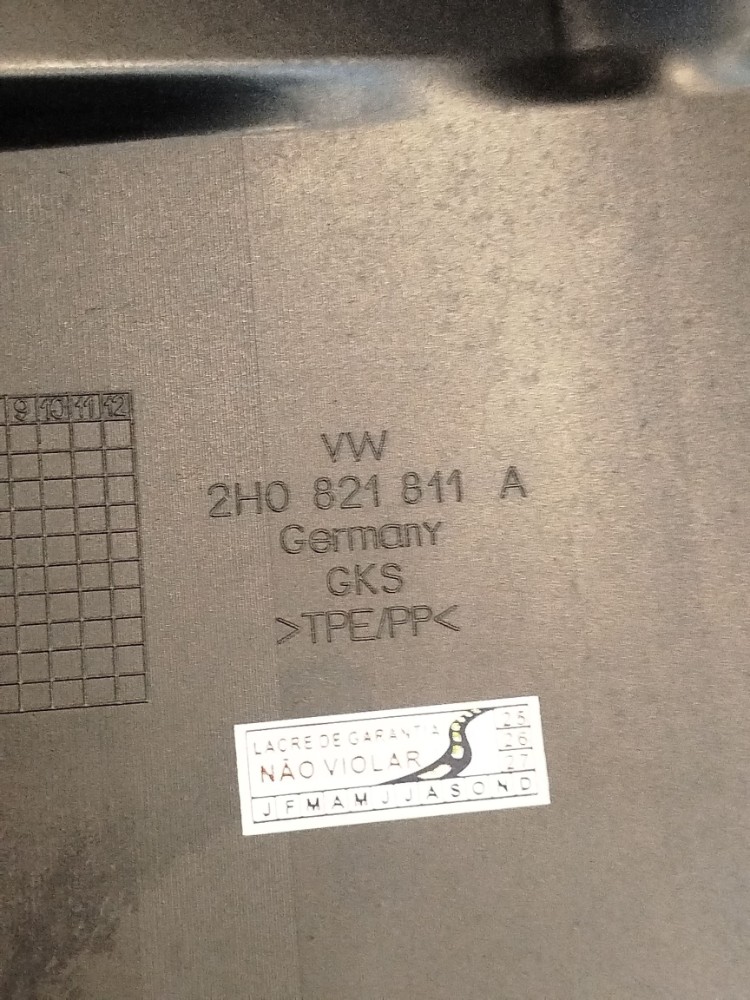 9 10 11 12
VW
2H0 821 811 A
Germany
GKS
>TPE/PP<
LACRE DE GARANTIA
NÃO VIOLAR
25
26
27
J F M A M J J A S O N D